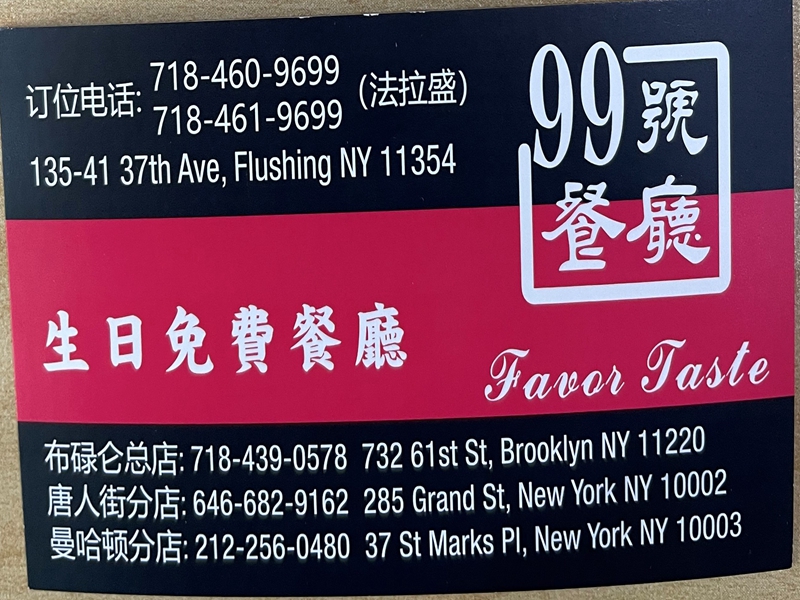 订位电话: 718-460-9699 (法拉盛)
718-461-9699
135-41 37th Ave, Flushing NY 11354
99號
餐廳
生日免費餐廳
Favor Taste
布碌仑总店: 718-439-0578 732 61st St, Brooklyn NY 11220
唐人街分店: 646-682-9162 285 Grand St, New York NY 10002
曼哈顿分店: 212-256-0480 37 St Marks Pl, New York NY 10003